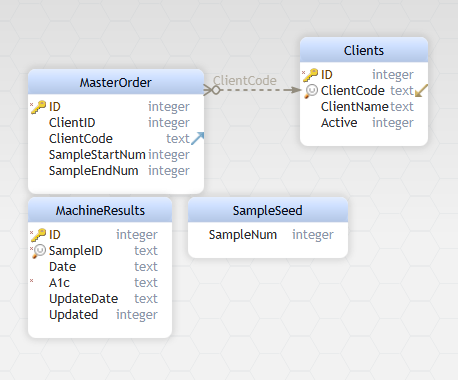 ClientCode
Clients
ID integer
ClientCode text
ClientName text
Active integer
MasterOrder
ID integer
ClientID integer
ClientCode text
SampleStartNum integer
SampleEndNum integer
MachineResults
ID integer
SampleID text
Date text
A1c text
UpdateDate text
Updated integer
SampleSeed
SampleNum integer